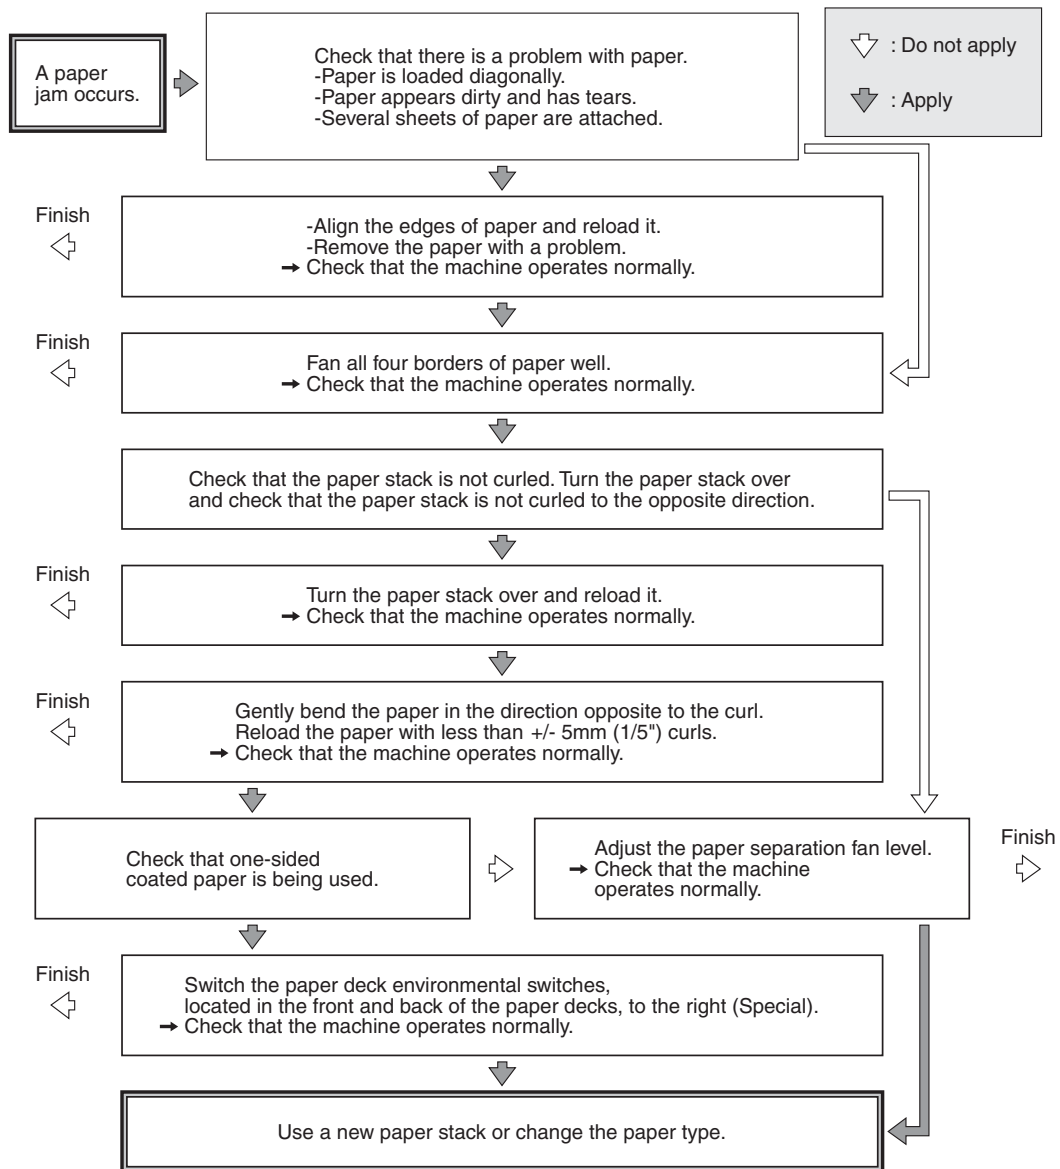 A paper
jam occurs.
Check that there is a problem with paper.
-Paper is loaded diagonally.
-Paper appears dirty and has tears.
-Several sheets of paper are attached.
: Do not apply
: Apply
Finish
-Align the edges of paper and reload it.
-Remove the paper with a problem.
→ Check that the machine operates normally.
Finish
Fan all four borders of paper well.
→ Check that the machine operates normally.
Check that the paper stack is not curled. Turn the paper stack over
and check that the paper stack is not curled to the opposite direction.
Finish
Turn the paper stack over and reload it.
→ Check that the machine operates normally.
Finish
Gently bend the paper in the direction opposite to the curl.
Reload the paper with less than +/- 5mm (1/5") curls.
→ Check that the machine operates normally.
Check that one-sided
coated paper is being used.
Adjust the paper separation fan level.
→ Check that the machine
operates normally.
Finish
Finish
Switch the paper deck environmental switches,
located in the front and back of the paper decks, to the right (Special).
→ Check that the machine operates normally.
Use a new paper stack or change the paper type.